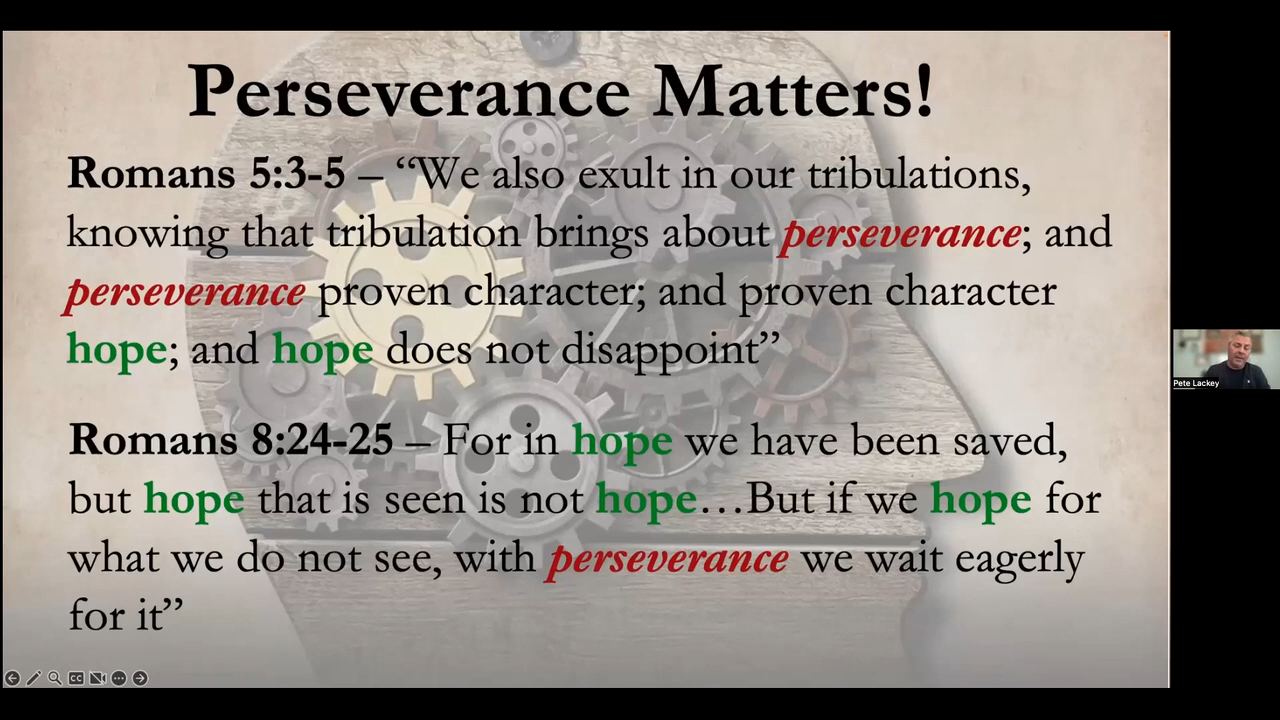 Perseverance Matters!
Romans 5:3-5 – “We also exult in our tribulations,
knowing that tribulation brings about perseverance; and
perseverance proven character; and proven character
hope; and hope does not disappoint”
Romans 8:24-25 – For in hope we have been saved,
but hope that is seen is not hope…But if we hope for
what we do not see, with perseverance we wait eagerly
for it”
Pete Lackey
CC